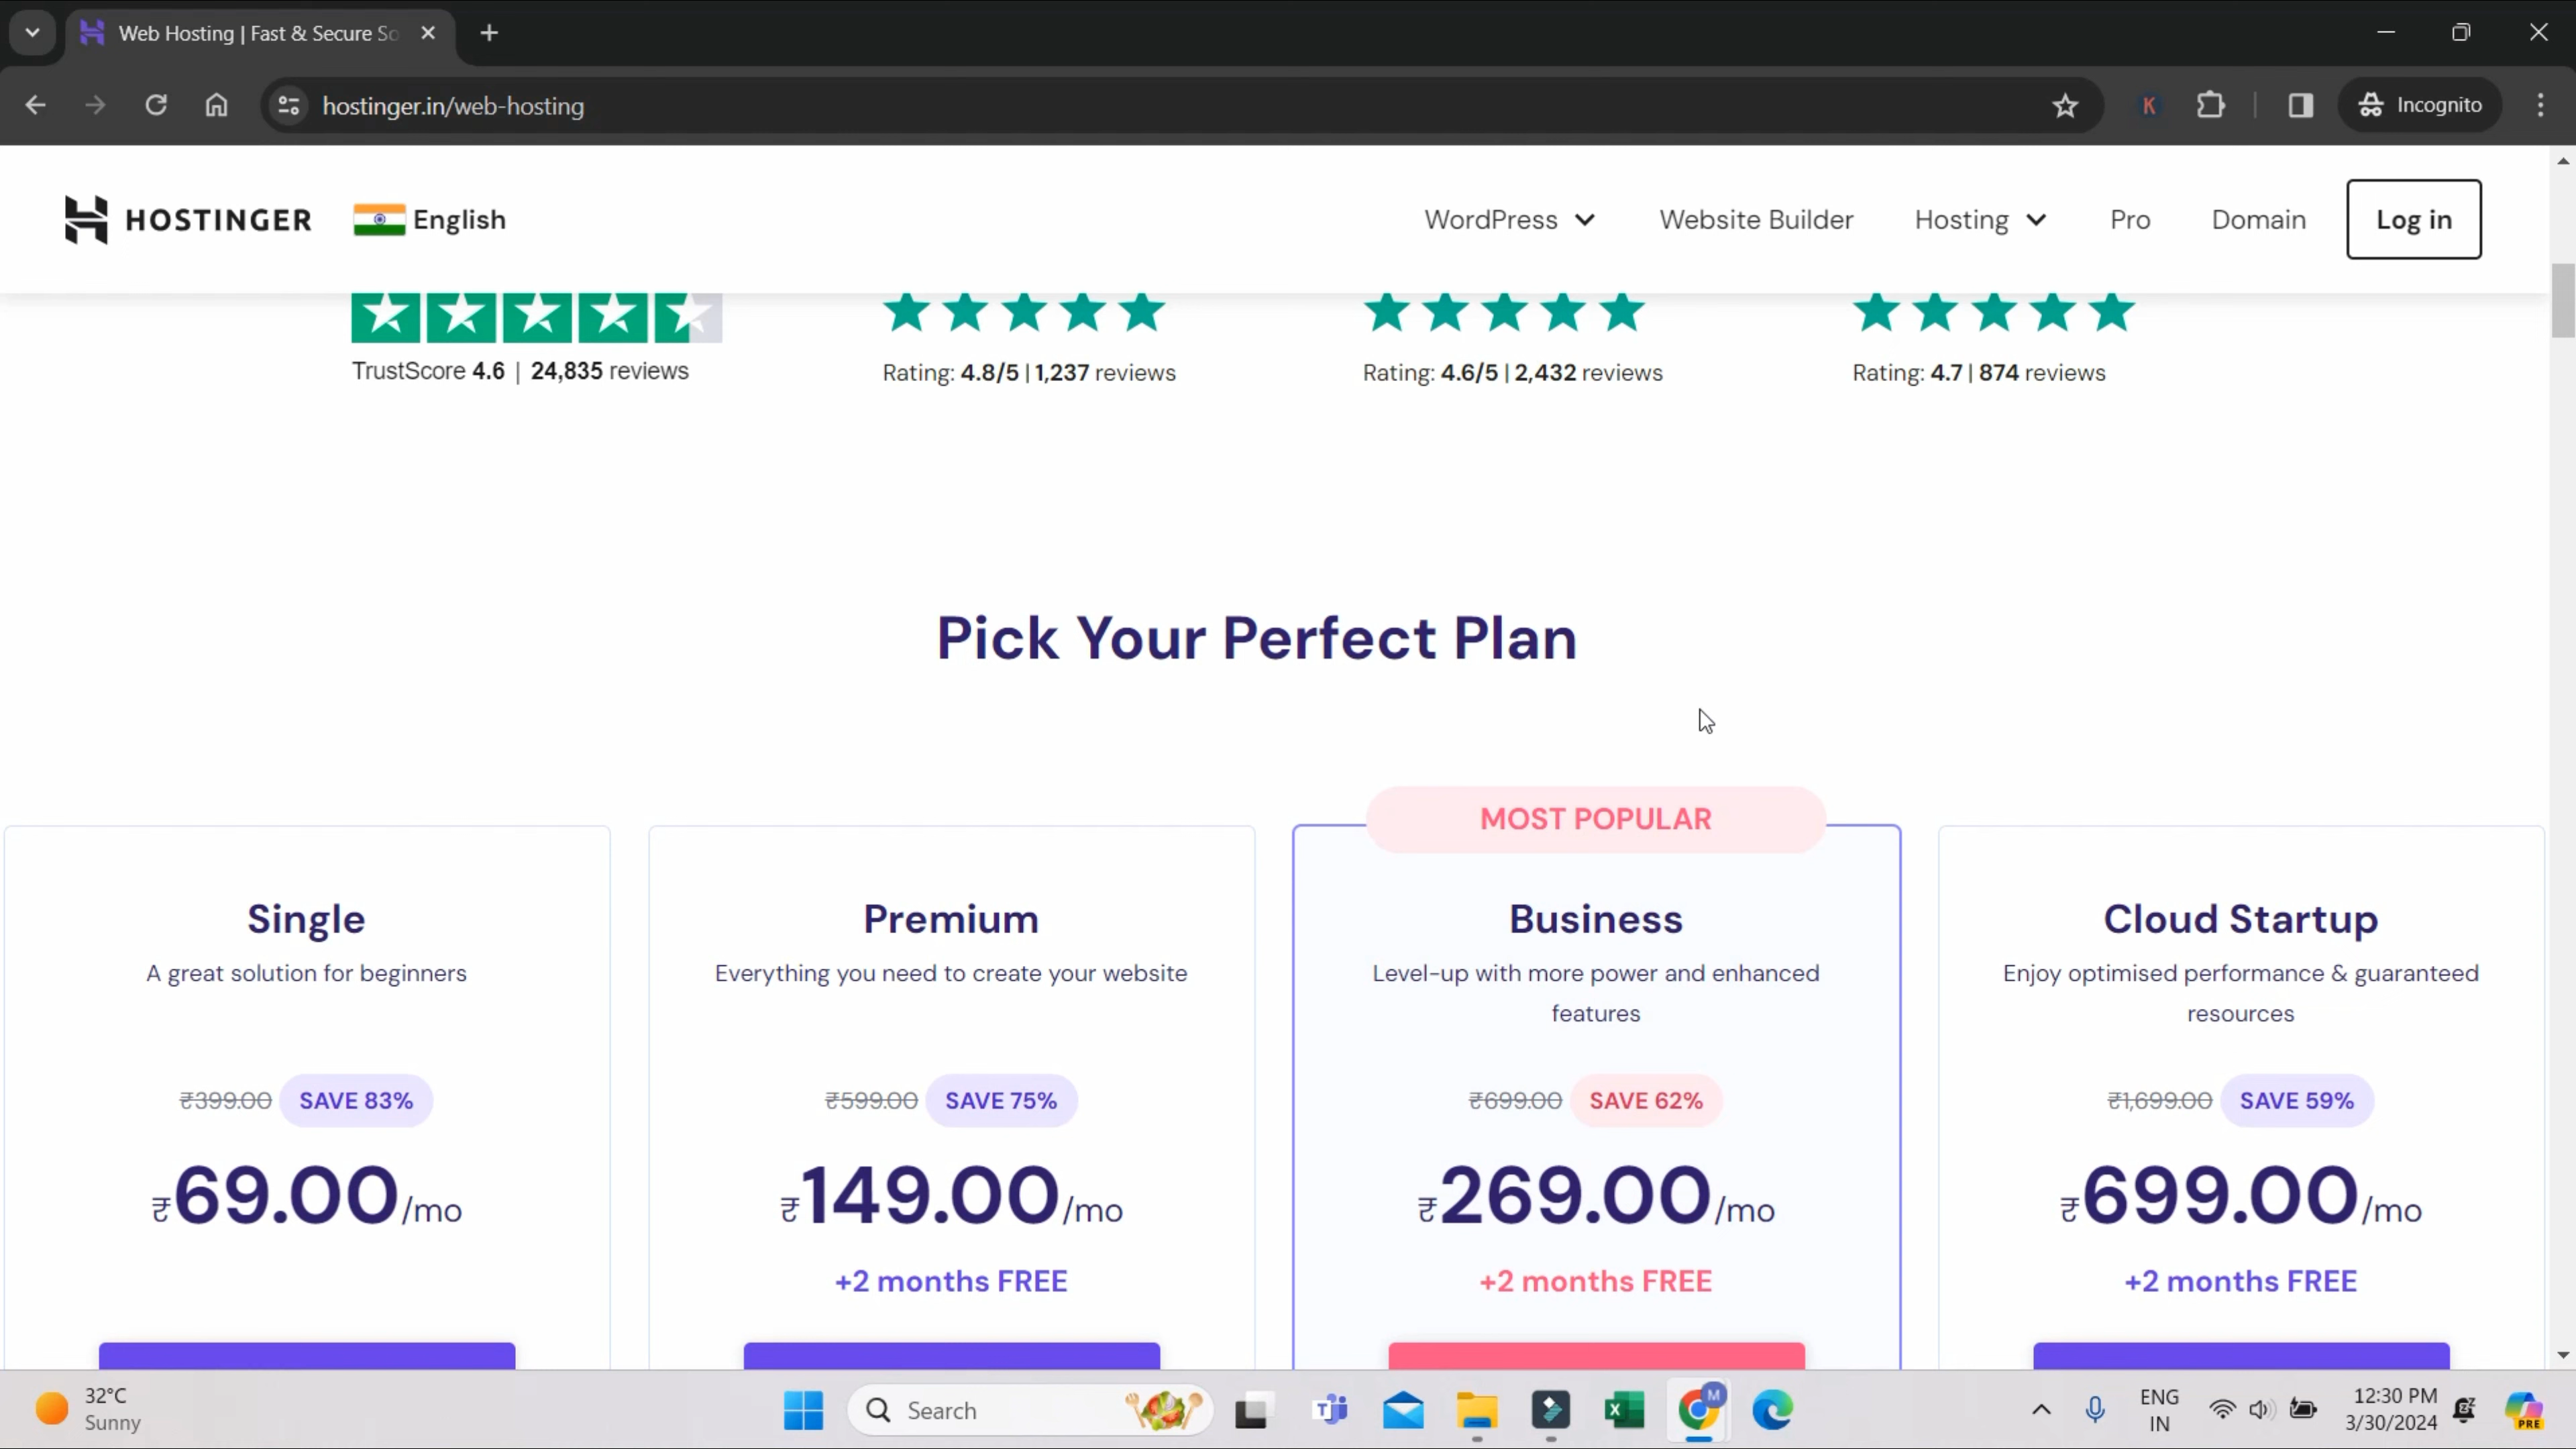 Web Hosting | Fast & Secure So
hostinger.in/web-hosting
K
Incognito
HOSTINGER
English
WordPress
Website Builder
Hosting
Pro
Domain
Log in
TrustScore 4.6 | 24,835 reviews
Rating: 4.8/5 | 1,237 reviews
Rating: 4.6/5 | 2,432 reviews
Rating: 4.7 | 874 reviews
Pick Your Perfect Plan
MOST POPULAR
Single
A great solution for beginners
₹399.00 SAVE 83%
₹69.00/mo
Premium
Everything you need to create your website
₹599.00 SAVE 75%
₹149.00/mo
+2 months FREE
Business
Level-up with more power and enhanced
features
₹699.00 SAVE 62%
₹269.00/mo
+2 months FREE
Cloud Startup
Enjoy optimised performance & guaranteed
resources
₹1,699.00 SAVE 59%
₹699.00/mo
+2 months FREE
32°C
Sunny
Search
M
ENG
IN
12:30 PM
3/30/2024
PRE